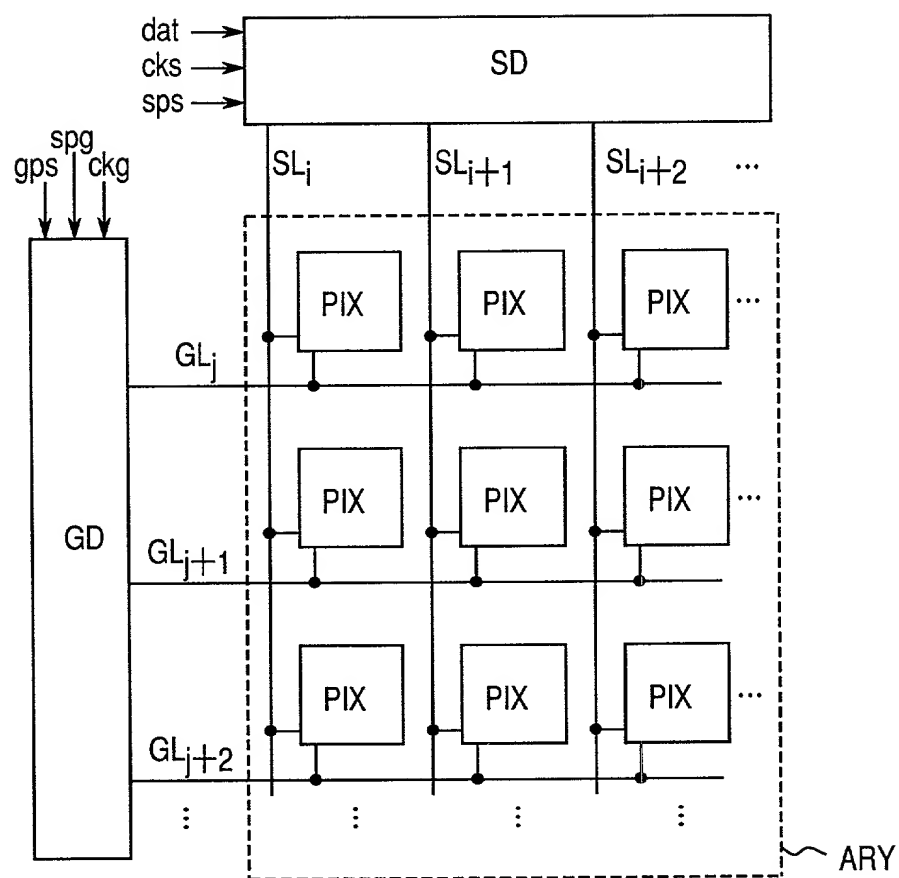 dat
cks
sps
SD
gps
spg
ckg
SLi
SLi+1
SLi+2
...
PIX
PIX
PIX
...
GLj
GD
PIX
PIX
PIX
...
GLj+1
PIX
PIX
PIX
...
GLj+2
ARY